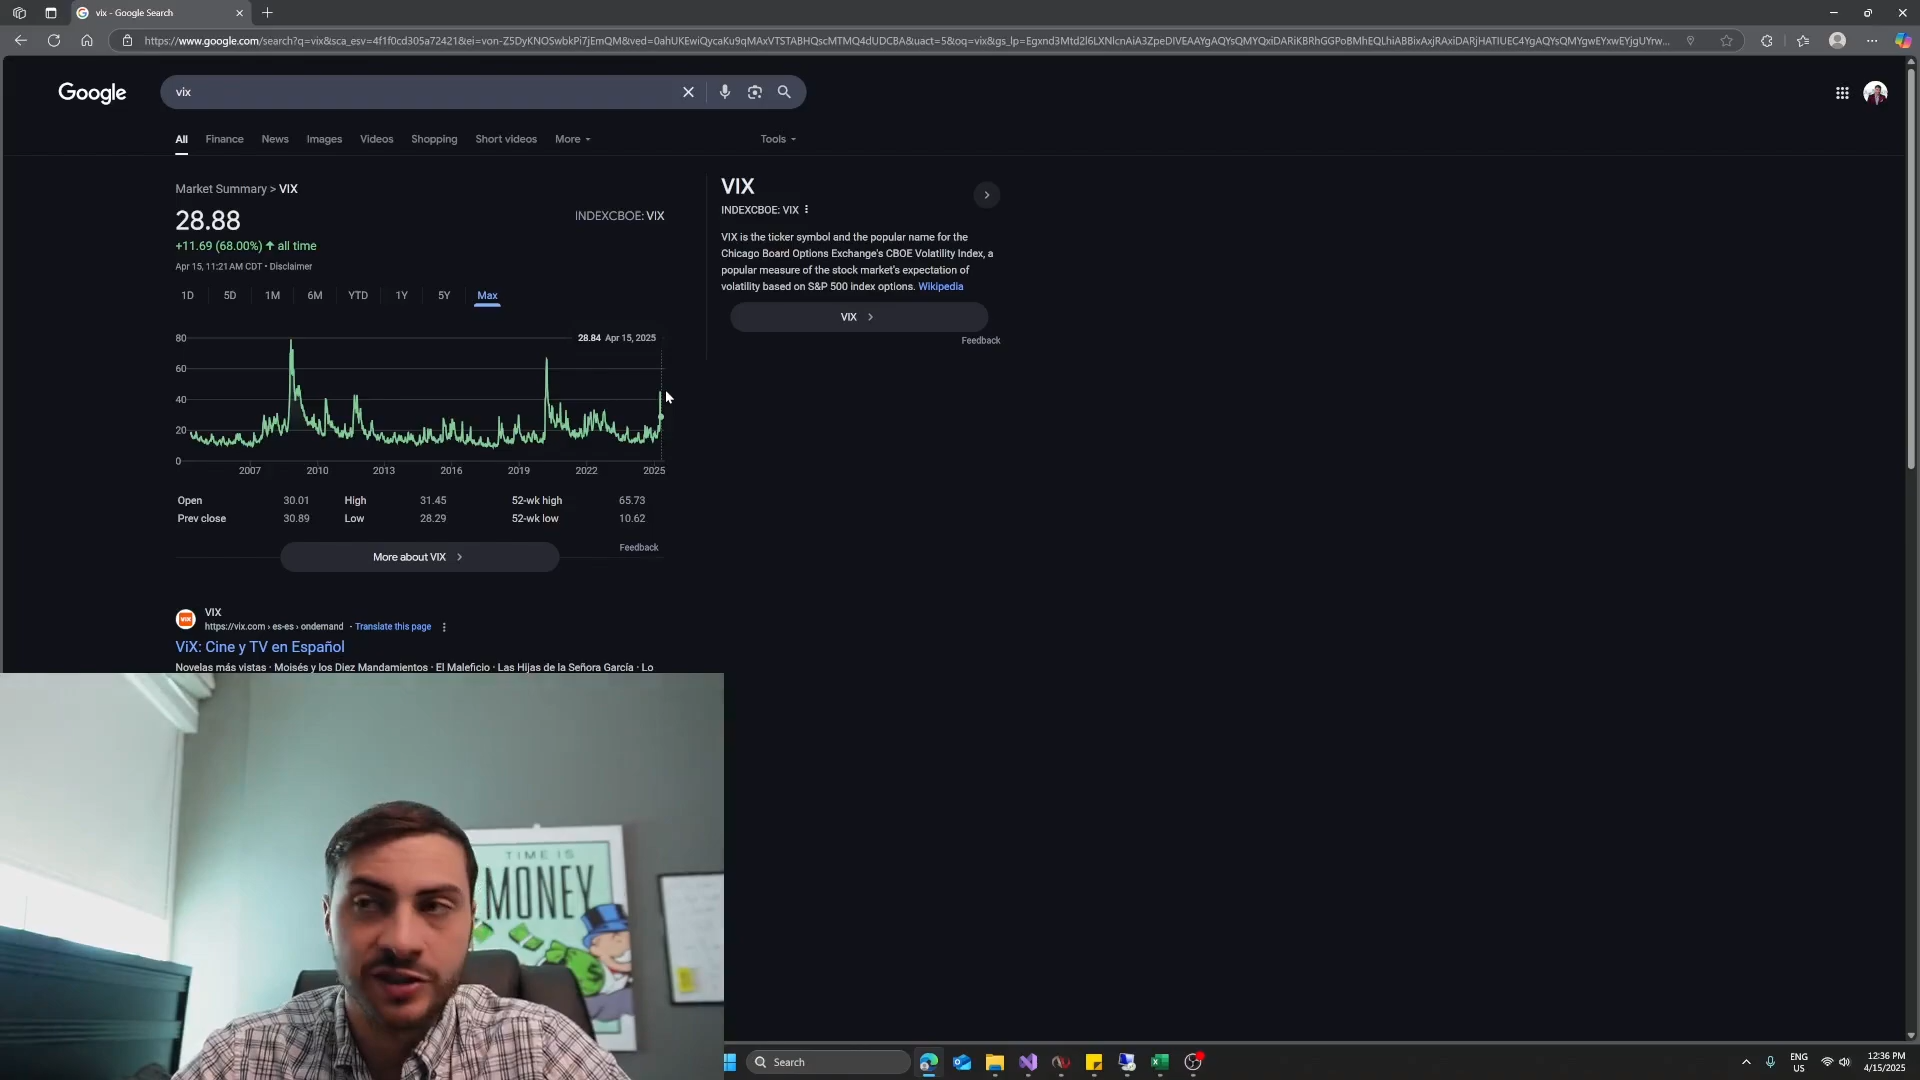 vix - Google Search
https://www.google.com/search?q=vix&sca_esv=4f1f0cd305a72421&ei=von-Z5DyKNOSwbkPi7jEmQM&ved=0ahUKEwiQycaKu9qMAxVTSTABHQscMTMQ4dUDCBA&uact=5&oq=vix&gs_lp=
Google
vix
All Finance News Images Videos Shopping Short videos More Tools
Market Summary > VIX
28.88
INDEXCBOE: VIX
+11.69 (68.00%) ↑ all time
Apr 15, 11:21 AM CDT • Disclaimer
1D 5D 1M 6M YTD 1Y 5Y Max
28.84 Apr 15, 2025
80
60
40
20
0
2007 2010 2013 2016 2019 2022 2025
Open 30.01 High 31.45 52-wk high 65.73
Prev close 30.89 Low 28.29 52-wk low 10.62
Feedback
More about VIX >
VIX
INDEXCBOE: VIX
VIX is the ticker symbol and the popular name for the
Chicago Board Options Exchange's CBOE Volatility Index, a
popular measure of the stock market's expectation of
volatility based on S&P 500 index options. Wikipedia
VIX >
Feedback
VIX
https://vix.com › es-es › ondemand · Translate this page
ViX: Cine y TV en Español
Novelas más vistas · Moisés y los Diez Mandamientos · El Maleficio · Las Hijas de la Señora García · Lo
TIME IS
MONEY
Search
ENG
US
12:36 PM
4/15/2025